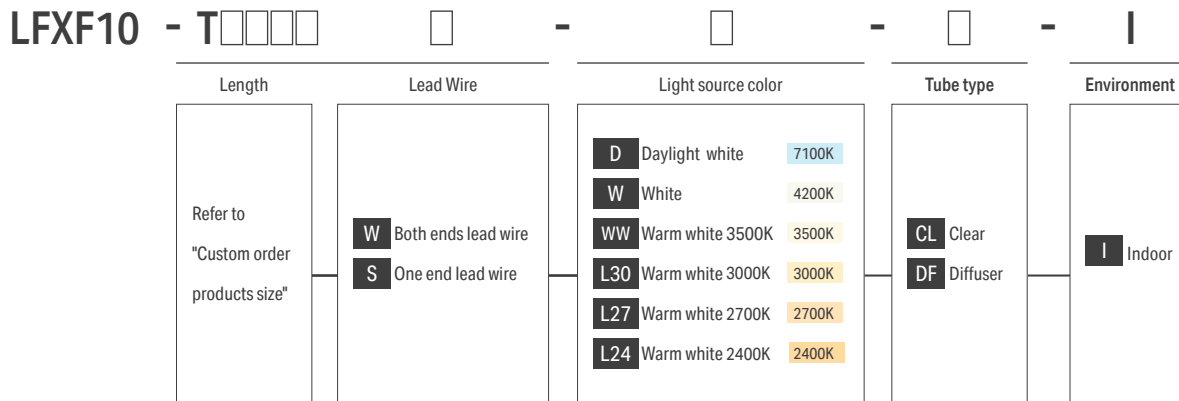 LFXF10 - T□□□□ □ - □ - □ - I
Length Lead Wire Light source color Tube type Environment
Refer to
"Custom order
products size"
W Both ends lead wire
S One end lead wire
D Daylight white 7100K
W White 4200K
WW Warm white 3500K 3500K
L30 Warm white 3000K 3000K
L27 Warm white 2700K 2700K
L24 Warm white 2400K 2400K
CL Clear
DF Diffuser
I Indoor